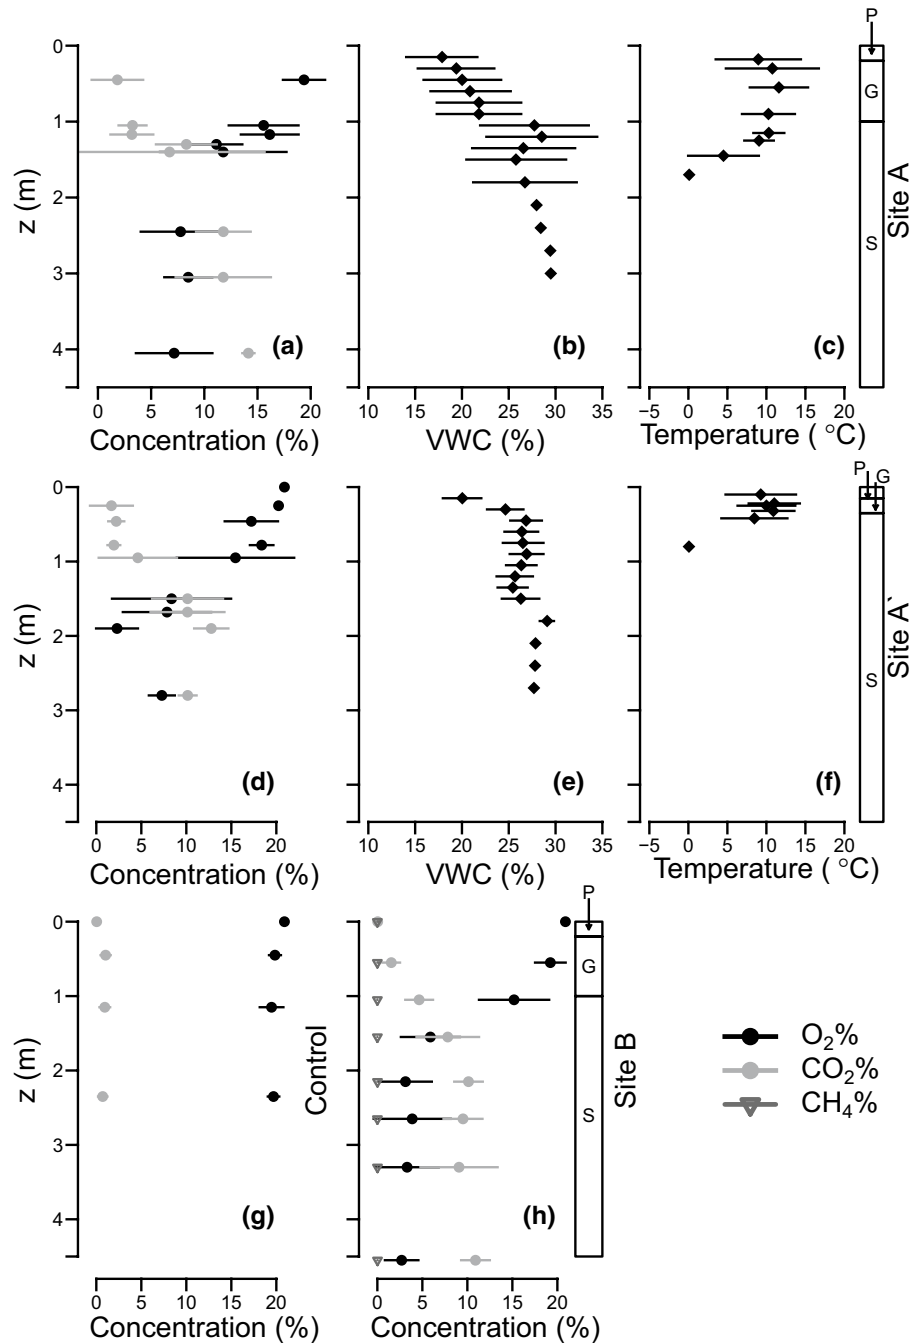 P
0
1
2
3
4
z (m)
(a)
(b)
(c)
G
S
Site A
0 5 10 15 20
10 15 20 25 30 35
−5 0 5 10 15 20
Concentration (%)
VWC (%)
Temperature ( °C)
P
G
0
1
2
3
4
z (m)
(d)
(e)
(f)
S
Site A`
0 5 10 15 20
10 15 20 25 30 35
−5 0 5 10 15 20
Concentration (%)
VWC (%)
Temperature ( °C)
P
0
1
2
3
4
z (m)
(g)
Control
(h)
G
S
Site B
O₂%
CO₂%
CH₄%
0 5 10 15 20
0 5 10 15 20
Concentration (%)
Concentration (%)